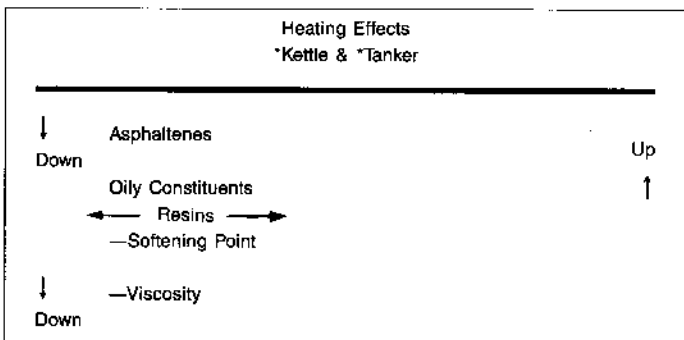 Heating Effects
*Kettle & *Tanker
↓ Asphaltenes
Down Up
Oily Constituents ↑
← Resins →
—Softening Point
↓ —Viscosity
Down